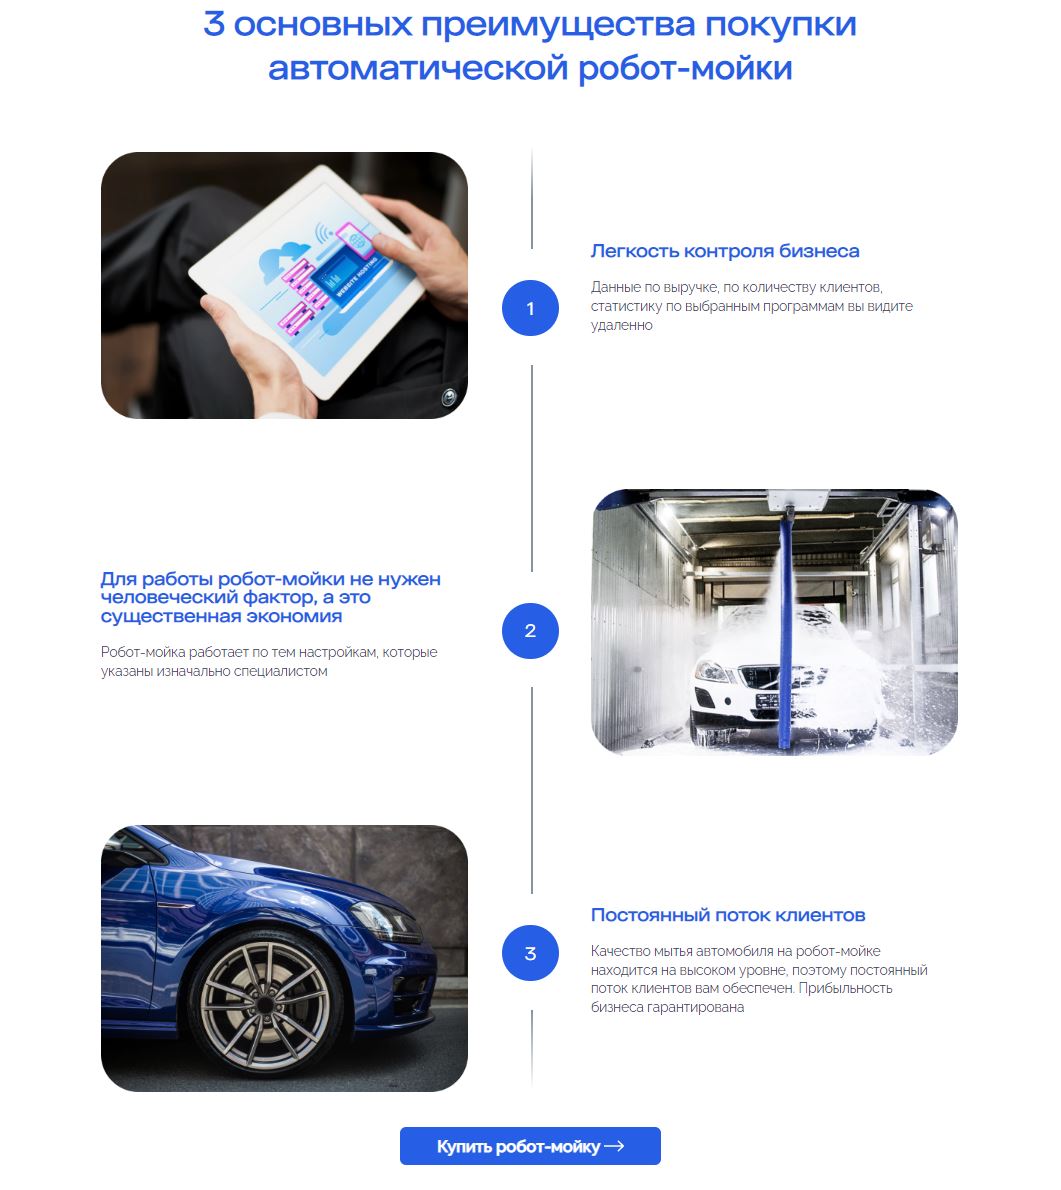 3 основных преимущества покупки
автоматической робот-мойки
WEBSITE HOSTING
Легкость контроля бизнеса
1
Данные по выручке, по количеству клиентов,
статистику по выбранным программам вы видите
удаленно
Для работы робот-мойки не нужен
человеческий фактор, а это
существенная экономия
2
Робот-мойка работает по тем настройкам, которые
указаны изначально специалистом
Постоянный поток клиентов
3
Качество мытья автомобиля на робот-мойке
находится на высоком уровне, поэтому постоянный
поток клиентов вам обеспечен. Прибыльность
бизнеса гарантирована
Купить робот-мойку →